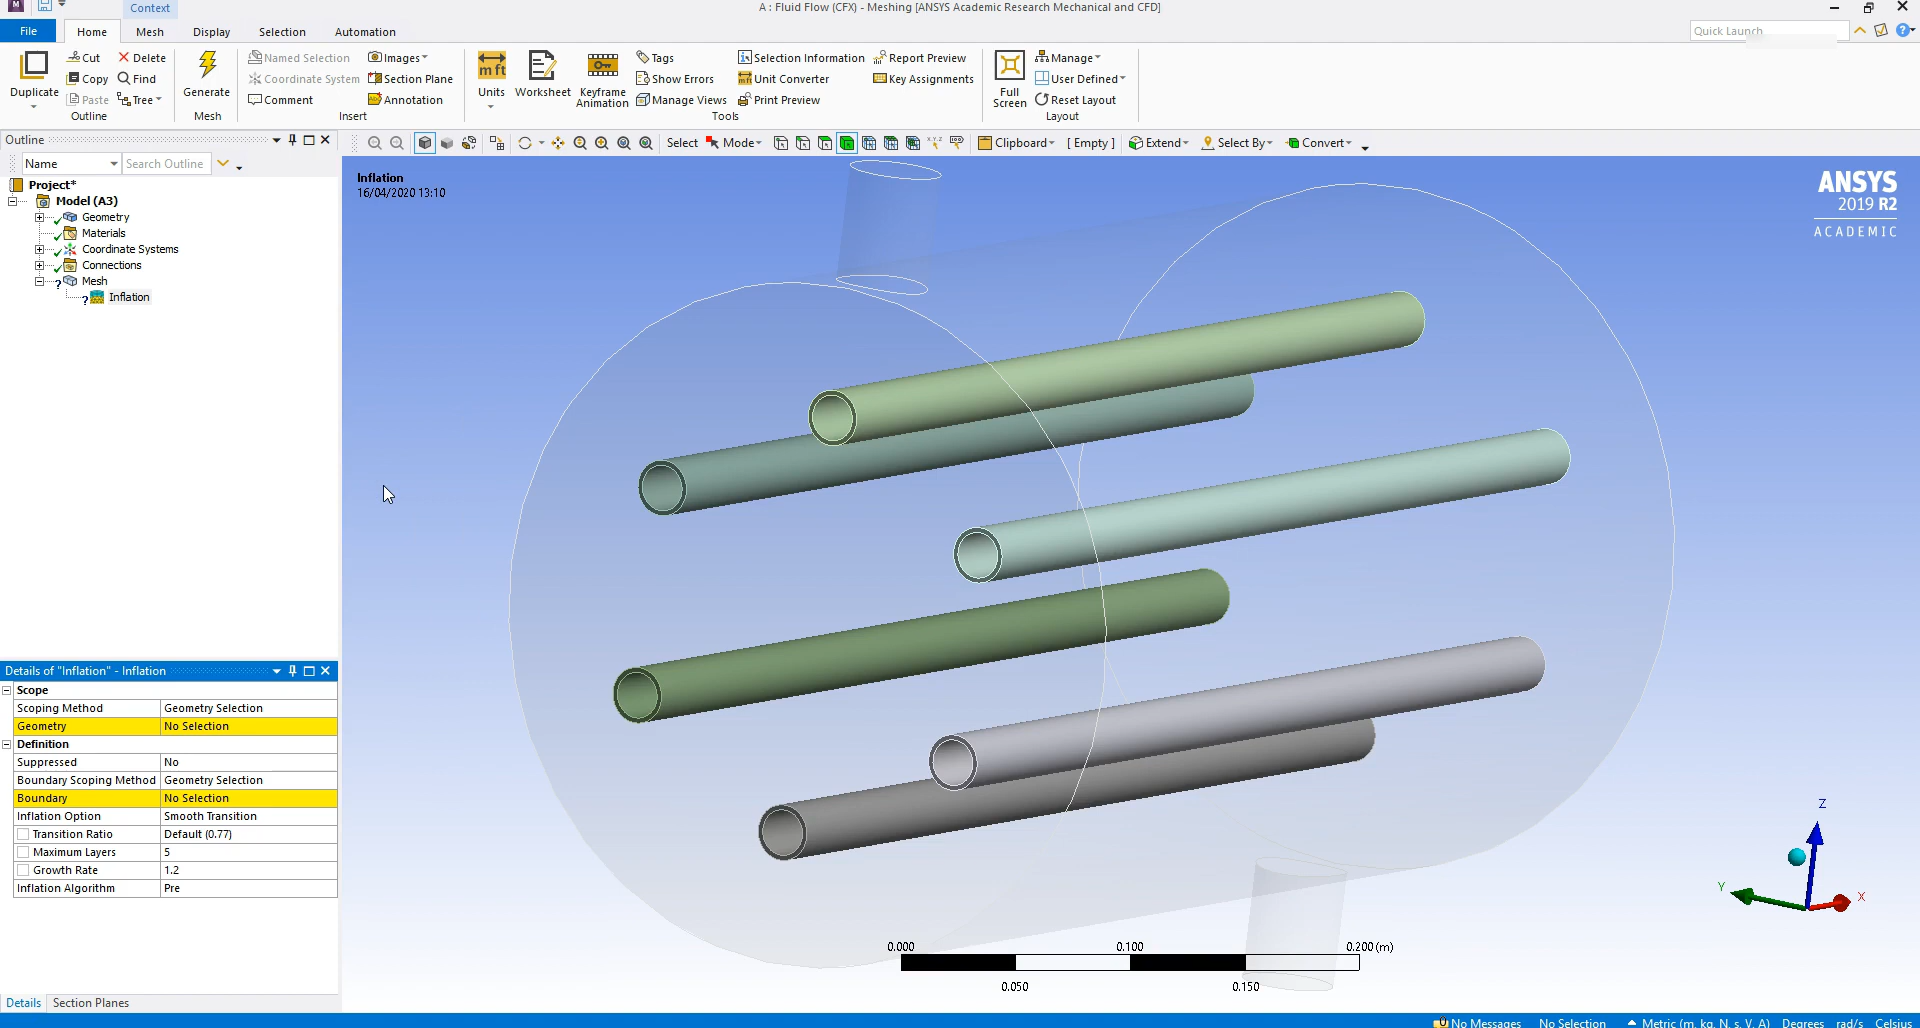 Context
A : Fluid Flow (CFX) - Meshing [ANSYS Academic Research Mechanical and CFD]
File Home Mesh Display Selection Automation
Quick Launch
Duplicate
Cut Delete
Copy Find
Paste Tree
Outline
Generate
Mesh
Named Selection Images
Coordinate System Section Plane
Comment Annotation
Insert
Units Worksheet Keyframe Animation
Tags
Show Errors
Manage Views
Selection Information Report Preview
Unit Converter Key Assignments
Print Preview
Tools
Full Screen
Manage
User Defined
Reset Layout
Layout
Outline
Name Search Outline
Select Mode Clipboard [ Empty ] Extend Select By Convert
Project*
Model (A3)
Geometry
Materials
Coordinate Systems
Connections
Mesh
Inflation
Inflation
16/04/2020 13:10
ANSYS
2019 R2
ACADEMIC
Details of "Inflation" - Inflation
Scope
Scoping Method Geometry Selection
Geometry No Selection
Definition
Suppressed No
Boundary Scoping Method Geometry Selection
Boundary No Selection
Inflation Option Smooth Transition
Transition Ratio Default (0.77)
Maximum Layers 5
Growth Rate 1.2
Inflation Algorithm Pre
Z
Y
X
0.000 0.100 0.200 (m)
0.050 0.150
Details Section Planes
No Messages No Selection Metric (m, kg, N, s, V, A) Degrees rad/s Celsius